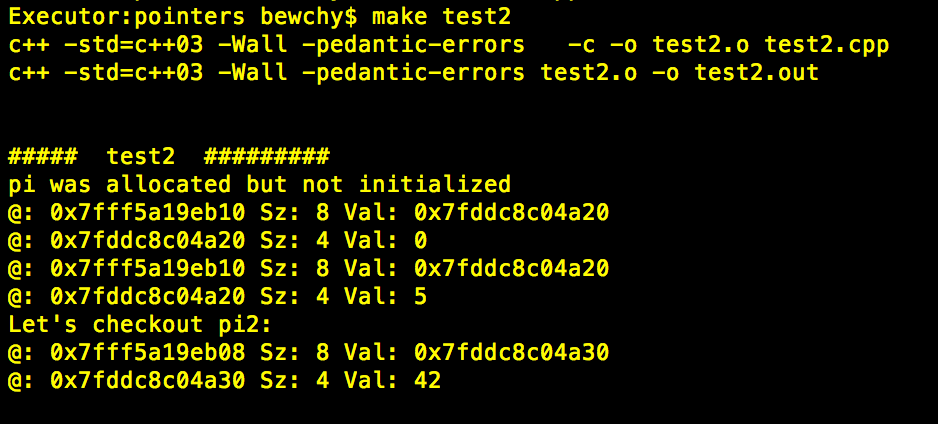 Executor:pointers bewchy$ make test2
c++ -std=c++03 -Wall -pedantic-errors   -c -o test2.o test2.cpp
c++ -std=c++03 -Wall -pedantic-errors test2.o -o test2.out
#####  test2  #########
pi was allocated but not initialized
@: 0x7fff5a19eb10 Sz: 8 Val: 0x7fddc8c04a20
@: 0x7fddc8c04a20 Sz: 4 Val: 0
@: 0x7fff5a19eb10 Sz: 8 Val: 0x7fddc8c04a20
@: 0x7fddc8c04a20 Sz: 4 Val: 5
Let's checkout pi2:
@: 0x7fff5a19eb08 Sz: 8 Val: 0x7fddc8c04a30
@: 0x7fddc8c04a30 Sz: 4 Val: 42